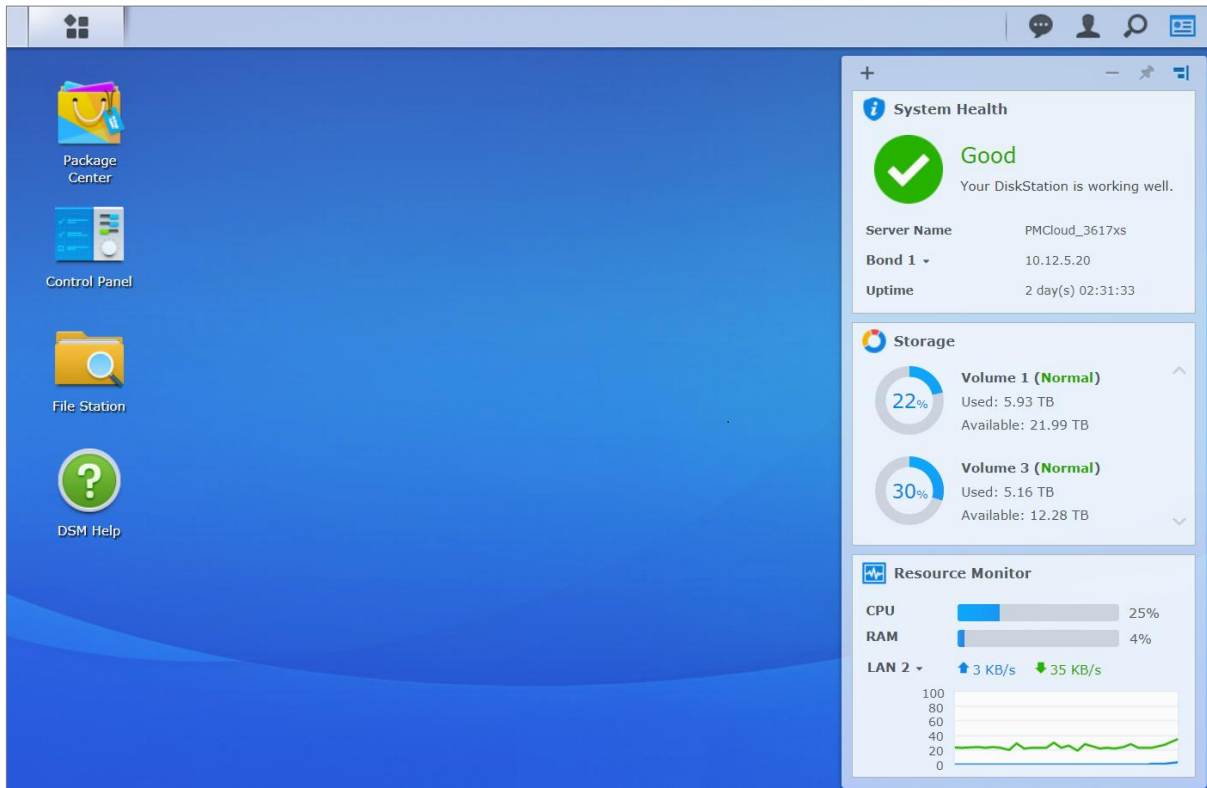 Package
Center
Control Panel
File Station
DSM Help
System Health
Good
Your DiskStation is working well.
Server Name PMCloud_3617xs
Bond 1 10.12.5.20
Uptime 2 day(s) 02:31:33
Storage
22%
Volume 1 (Normal)
Used: 5.93 TB
Available: 21.99 TB
30%
Volume 3 (Normal)
Used: 5.16 TB
Available: 12.28 TB
Resource Monitor
CPU 25%
RAM 4%
LAN 2 3 KB/s 35 KB/s
100
80
60
40
20
0